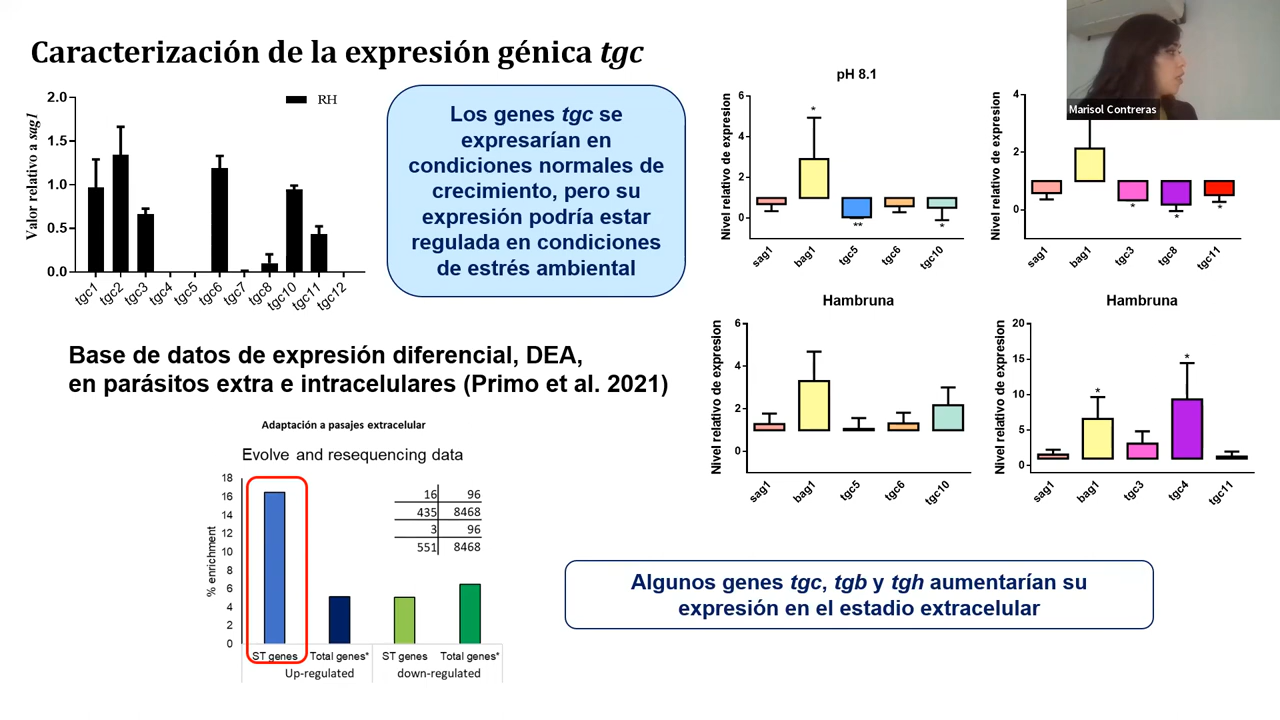 Caracterización de la expresión génica tgc
Valor relativo a sag1
2.0
1.5
1.0
0.5
0.0
RH
tgc1
tgc2
tgc3
tgc4
tgc5
tgc6
tgc7
tgc8
tgc10
tgc11
tgc12
Los genes tgc se
expresarían en
condiciones normales de
crecimiento, pero su
expresión podría estar
regulada en condiciones
de estrés ambiental
pH 8.1
Nivel relativo de expresion
6
4
2
0
*
**
*
sag1
bag1
tgc5
tgc6
tgc10
Marisol Contreras
Nivel relativo de expresion
4
2
0
*
*
*
sag1
bag1
tgc3
tgc8
tgc11
Hambruna
Nivel relativo de expresion
6
4
2
0
sag1
bag1
tgc5
tgc6
tgc10
Hambruna
Nivel relativo de expresion
20
15
10
5
0
*
*
sag1
bag1
tgc3
tgc4
tgc11
Base de datos de expresión diferencial, DEA,
en parásitos extra e intracelulares (Primo et al. 2021)
Adaptación a pasajes extracelular
Evolve and resequencing data
% enrichment
18
16
14
12
10
8
6
4
2
0
16 96
435 8468
3 96
551 8468
ST genes Total genes* ST genes Total genes*
Up-regulated down-regulated
Algunos genes tgc, tgb y tgh aumentarían su
expresión en el estadio extracelular